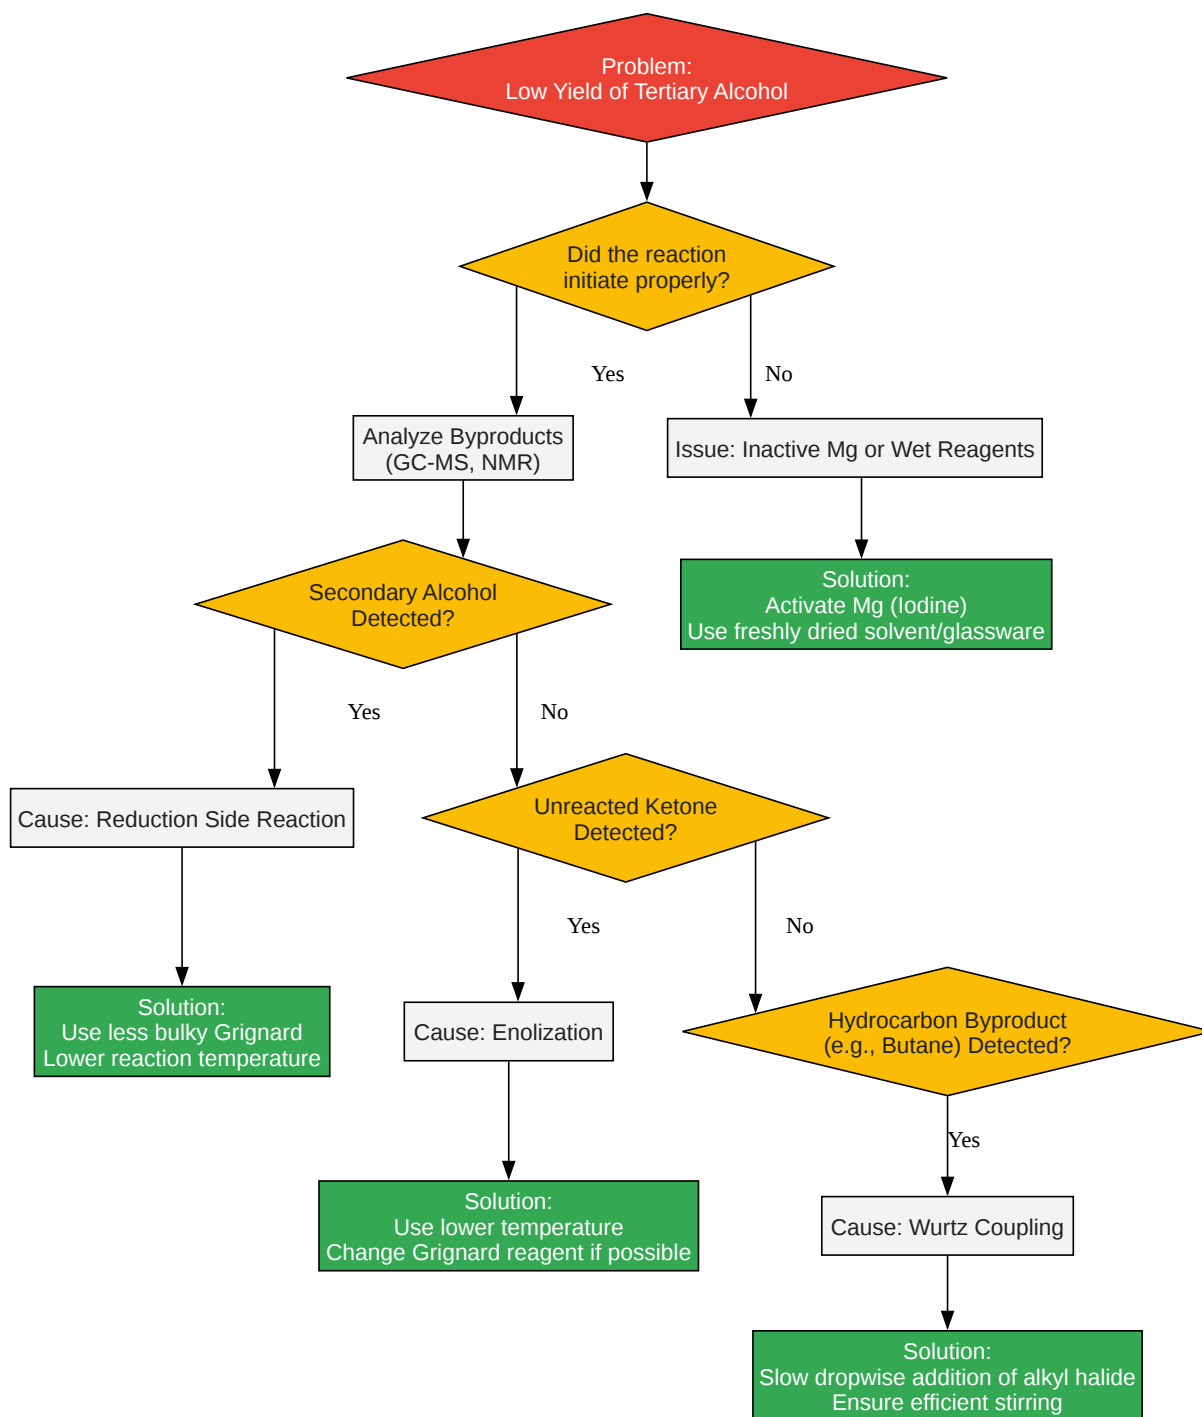 Problem:
Low Yield of Tertiary Alcohol
Did the reaction
initiate properly?
Yes
No
Analyze Byproducts
(GC-MS, NMR)
Issue: Inactive Mg or Wet Reagents
Secondary Alcohol
Detected?
Solution:
Activate Mg (Iodine)
Use freshly dried solvent/glassware
Yes
No
Cause: Reduction Side Reaction
Unreacted Ketone
Detected?
Yes
No
Solution:
Use less bulky Grignard
Lower reaction temperature
Cause: Enolization
Hydrocarbon Byproduct
(e.g., Butane) Detected?
Yes
Solution:
Use lower temperature
Change Grignard reagent if possible
Cause: Wurtz Coupling
Solution:
Slow dropwise addition of alkyl halide
Ensure efficient stirring